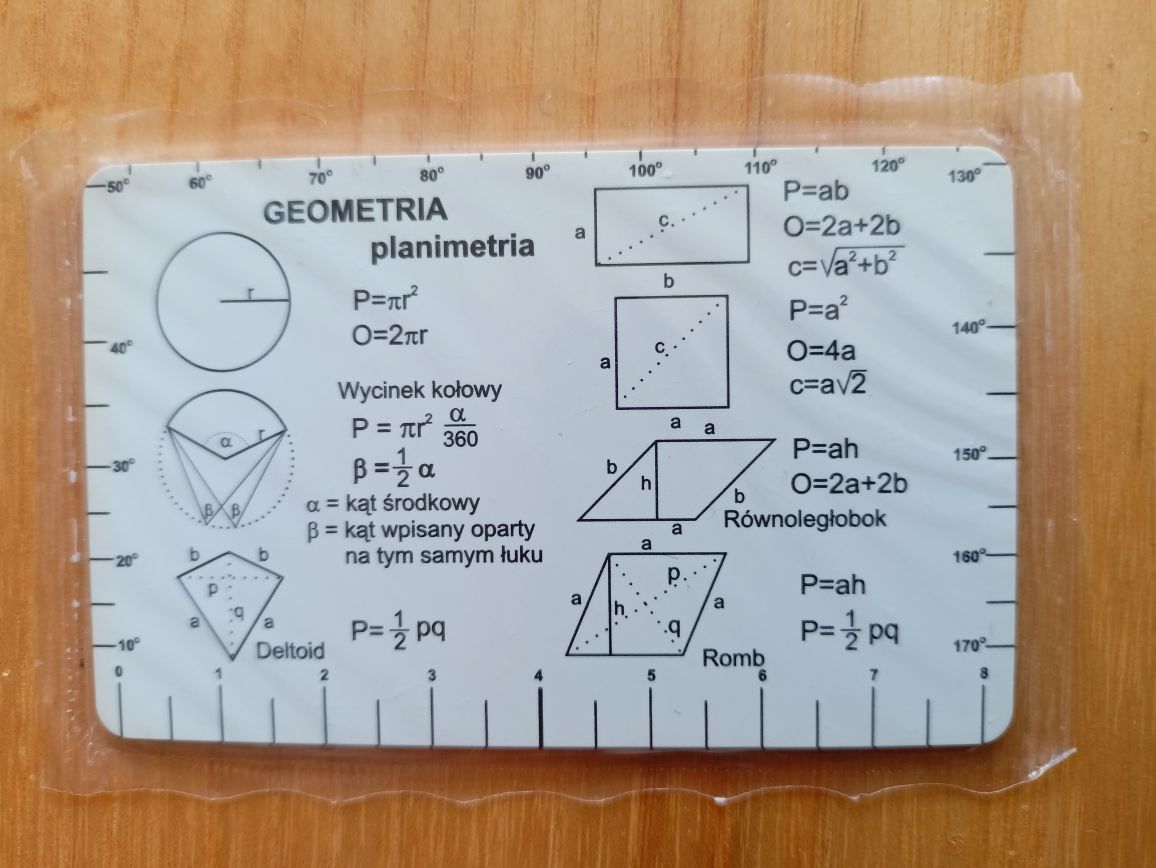 50° 60° 70° 80° 90° 100° 110° 120° 130°
GEOMETRIA
planimetria
r
P=πr²
O=2πr
40°
Wycinek kołowy
P = πr² α/360
β = 1/2 α
α r
β β
30°
α = kąt środkowy
β = kąt wpisany oparty
na tym samym łuku
20°
b b
p
q
a a
Deltoid
P= 1/2 pq
10°
a
c
b
P=ab
O=2a+2b
c=√a²+b²
a
c
a
P=a²
O=4a
c=a√2
140°
a
b
h
b
a
P=ah
O=2a+2b
Równoległobok
150°
a
p
a
h
a
q
Romb
P=ah
P= 1/2 pq
160°
170°
0 1 2 3 4 5 6 7 8